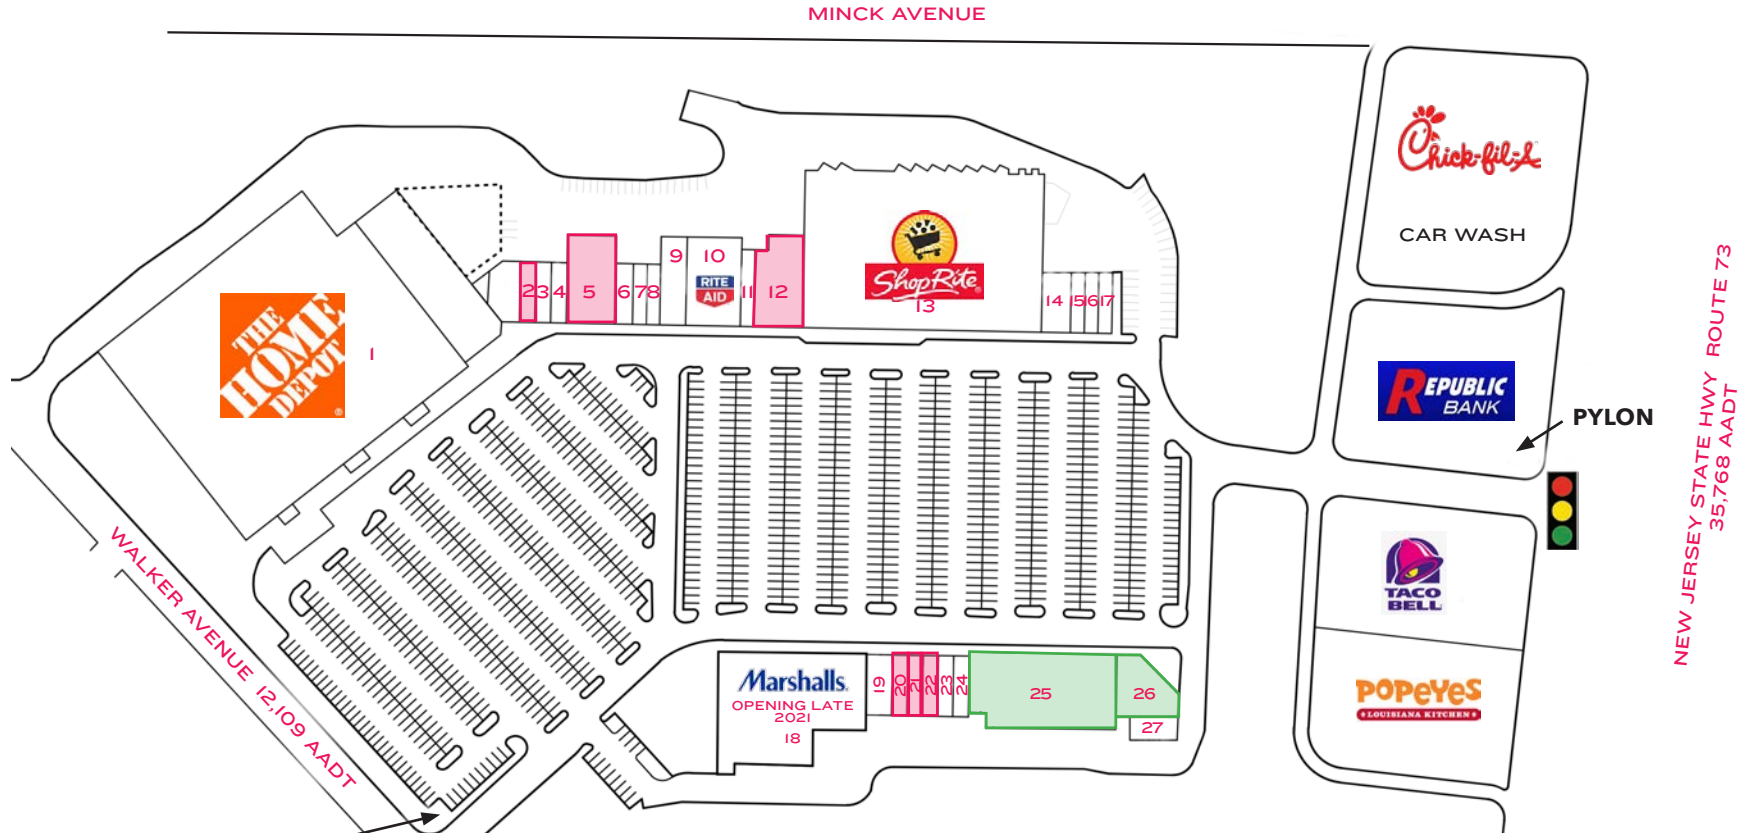 MINCK AVENUE
Chick-fil-A
CAR WASH
NEW JERSEY STATE HWY ROUTE 73
35,768 AADT
9
10
RITE
AID
2
3
4
5
6
7
8
11
12
ShopRite
13
14
15
16
17
THE
HOME
DEPOT
1
REPUBLIC
BANK
PYLON
WALKER AVENUE 12,109 AADT
TACO
BELL
Marshalls
OPENING LATE
2021
18
19
20
21
22
23
24
25
26
27
POPEYES
LOUISIANA KITCHEN